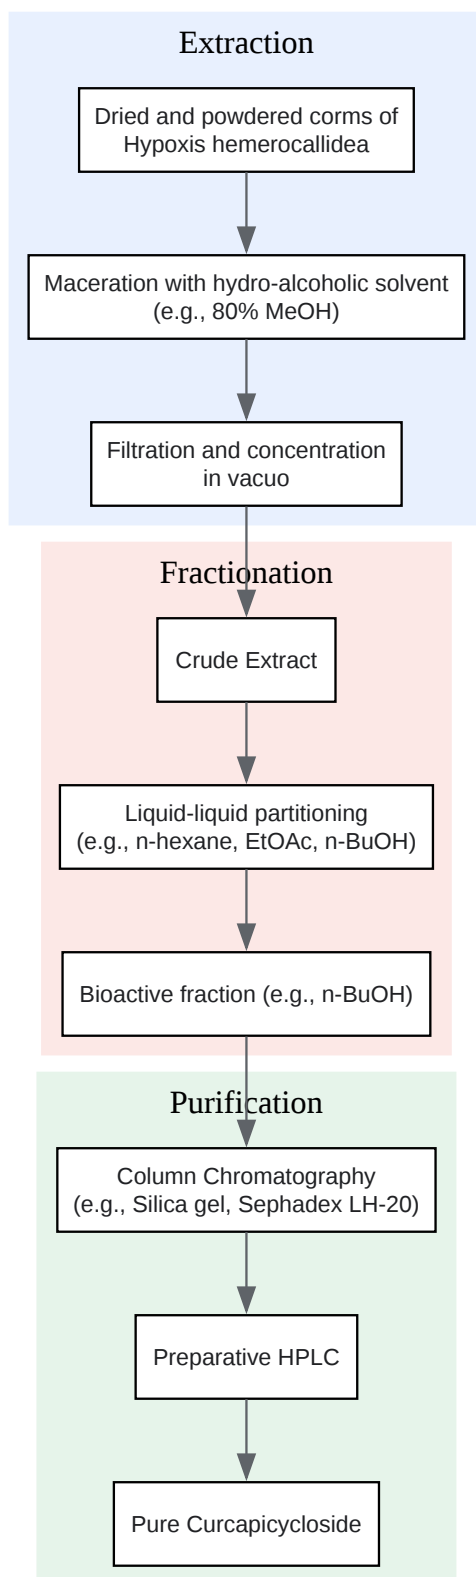 Extraction
Dried and powdered corms of
Hypoxis hemerocallidea
Maceration with hydro-alcoholic solvent
(e.g., 80% MeOH)
Filtration and concentration
in vacuo
Fractionation
Crude Extract
Liquid-liquid partitioning
(e.g., n-hexane, EtOAc, n-BuOH)
Bioactive fraction (e.g., n-BuOH)
Purification
Column Chromatography
(e.g., Silica gel, Sephadex LH-20)
Preparative HPLC
Pure Curcapicycloside